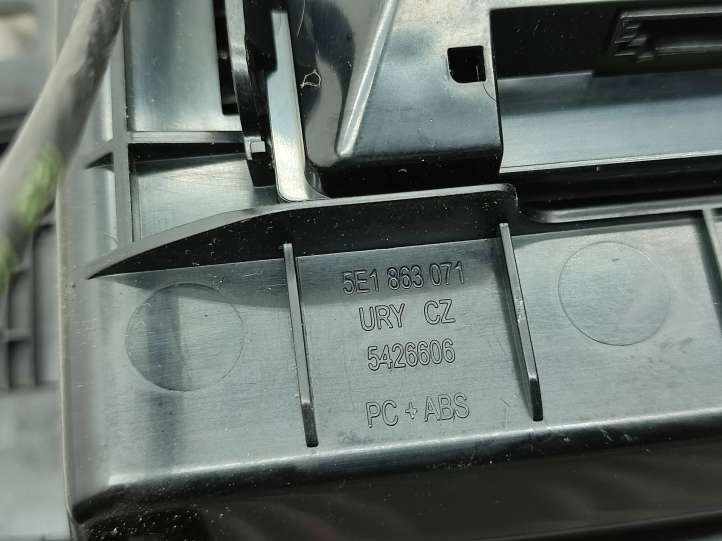 5E1 863 071
URY CZ
5426606
PC + ABS